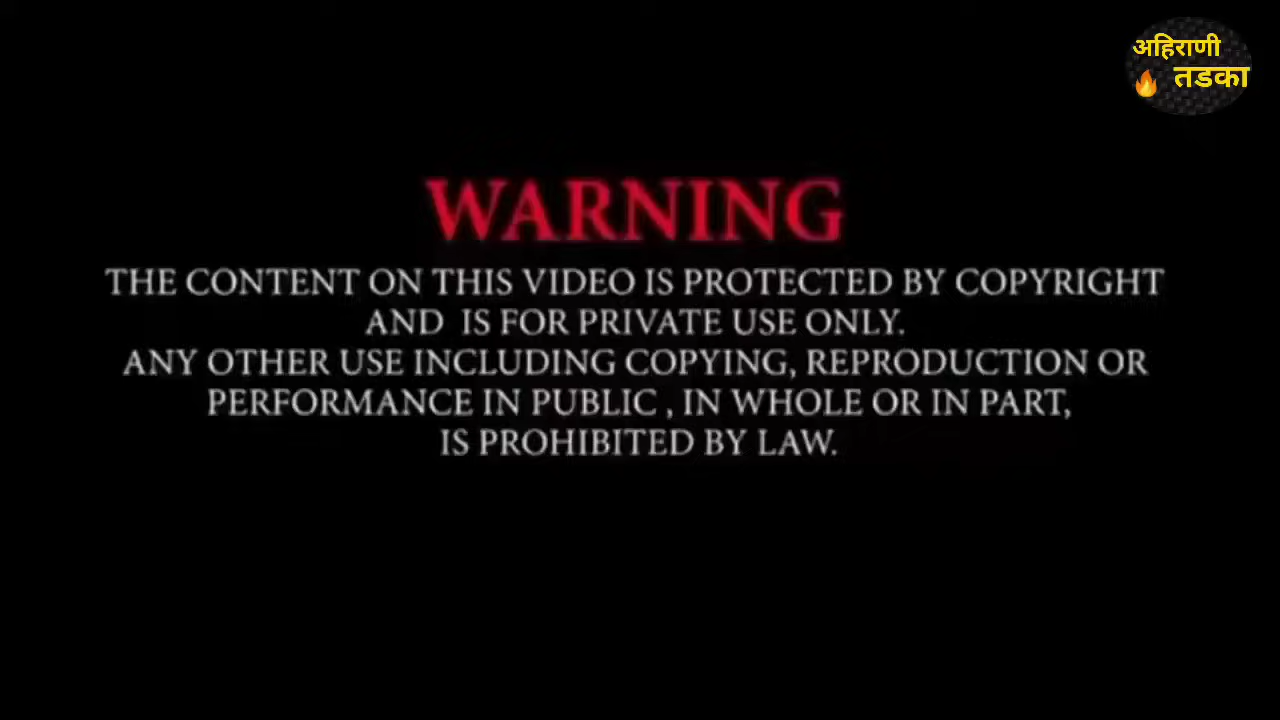 अहिराणी
तडका
WARNING
THE CONTENT ON THIS VIDEO IS PROTECTED BY COPYRIGHT
AND IS FOR PRIVATE USE ONLY.
ANY OTHER USE INCLUDING COPYING, REPRODUCTION OR
PERFORMANCE IN PUBLIC , IN WHOLE OR IN PART,
IS PROHIBITED BY LAW.